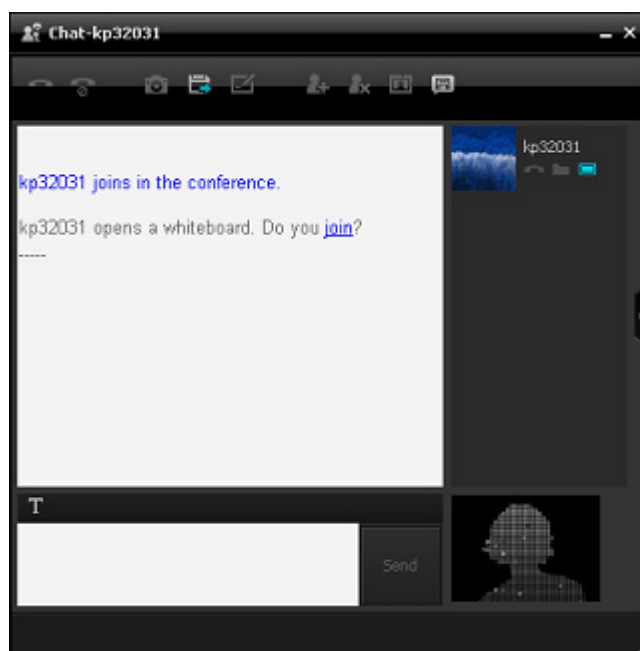 Chat-kp32031
kp32031 joins in the conference.
kp32031 opens a whiteboard. Do you join?
-----
kp32031
T
Send